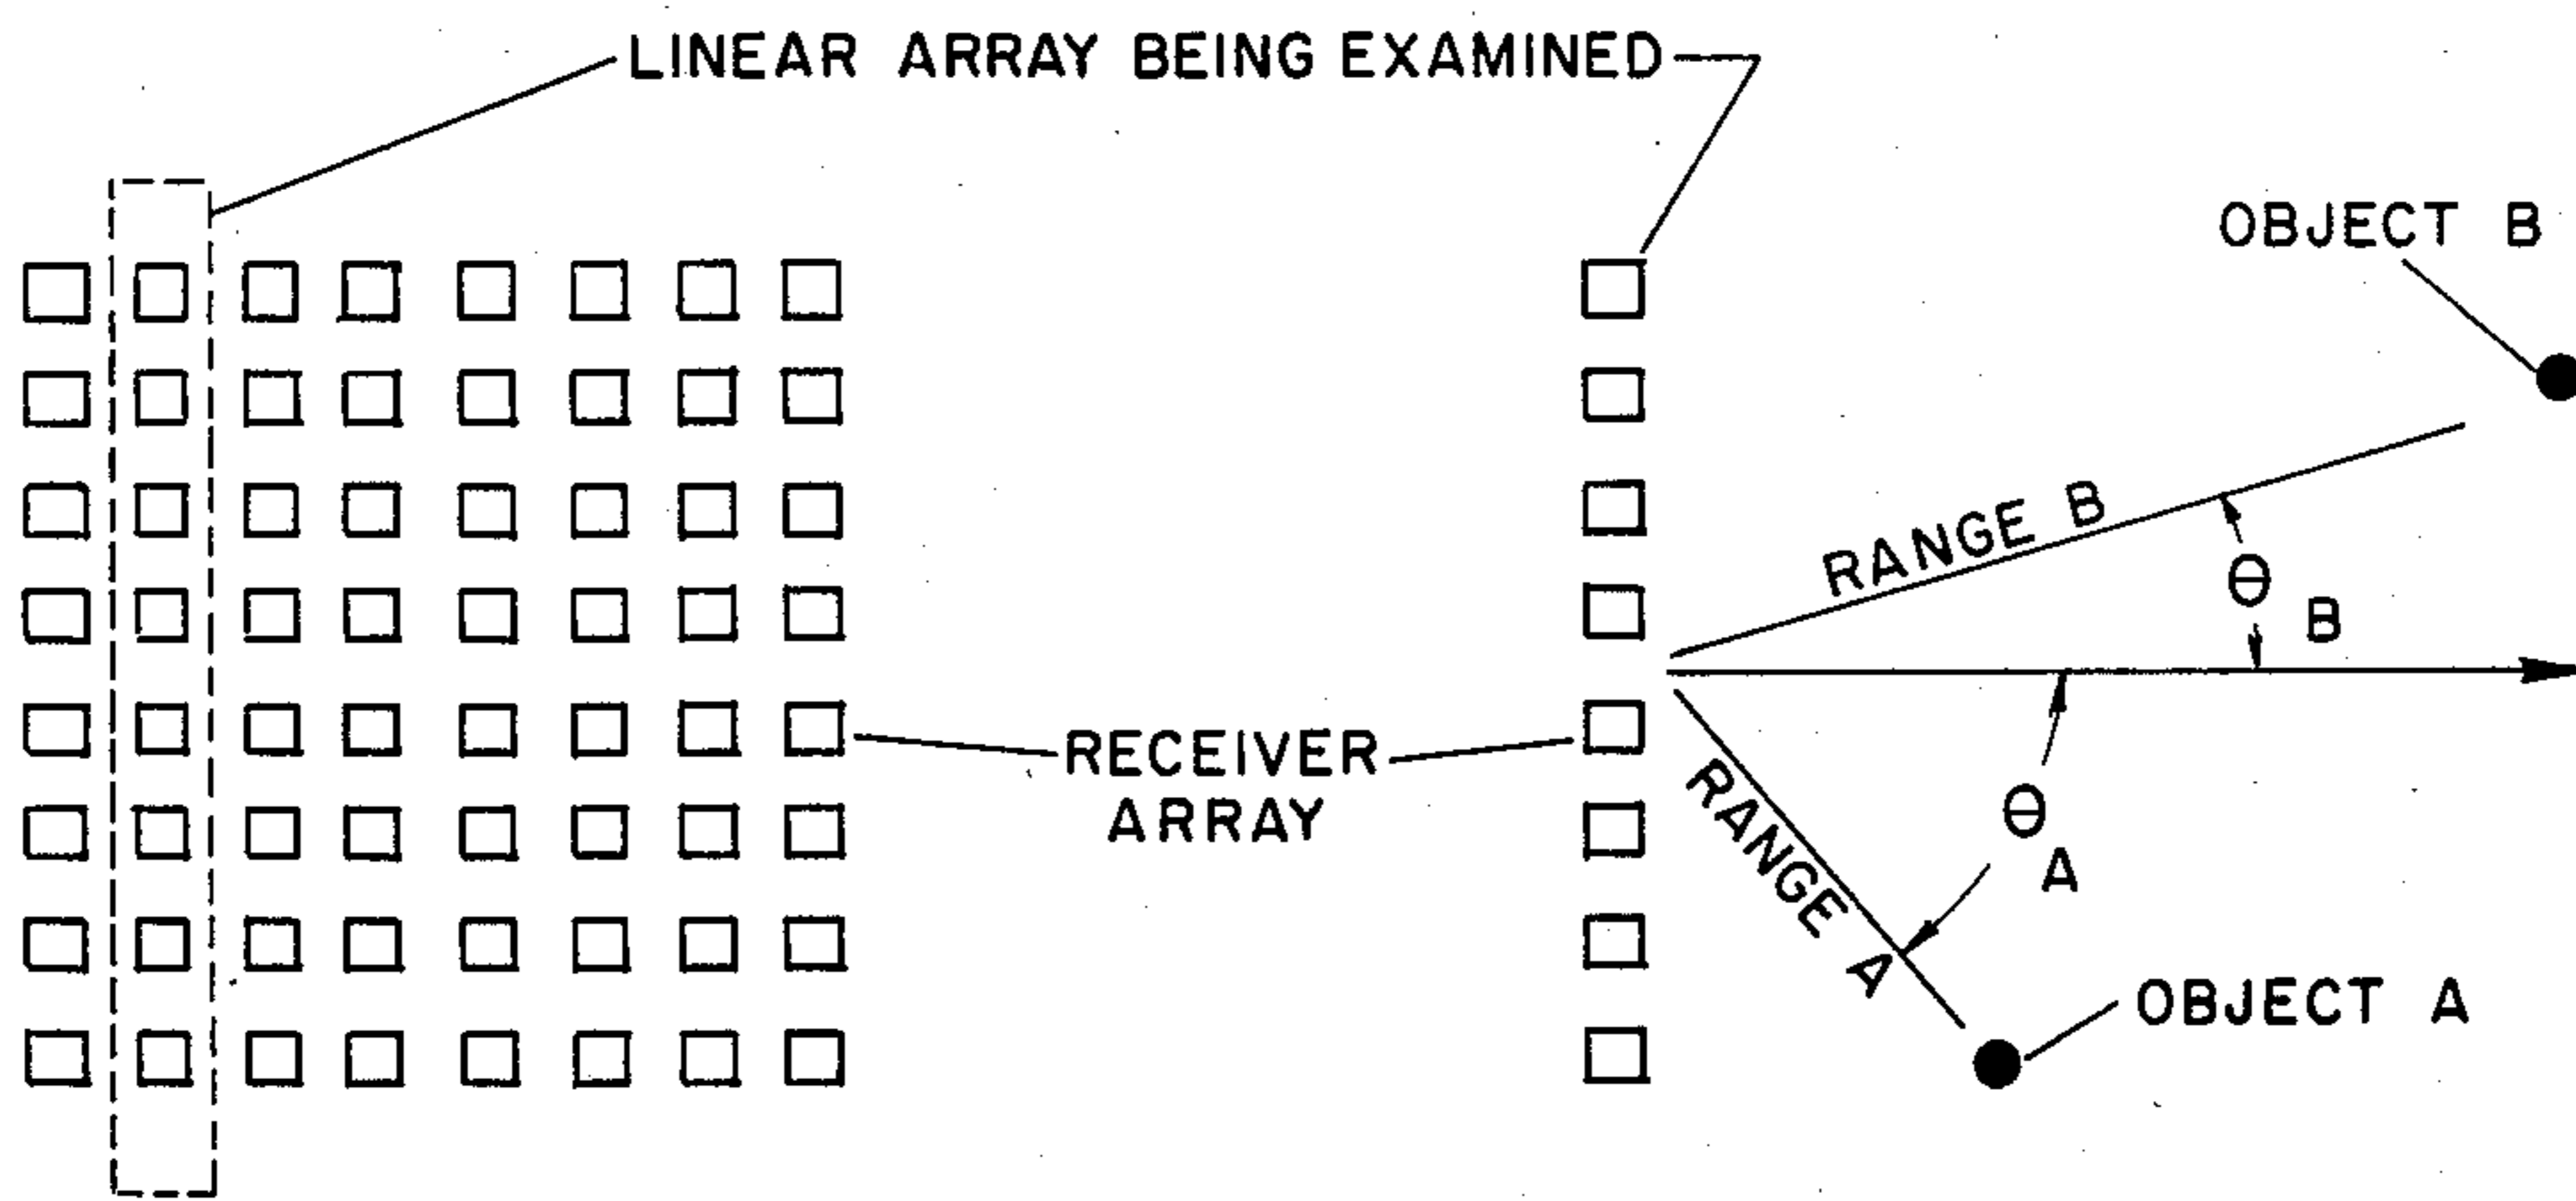 LINEAR ARRAY BEING EXAMINED
OBJECT B
RANGE B
θ B
RECEIVER
ARRAY
RANGE A
θ A
OBJECT A